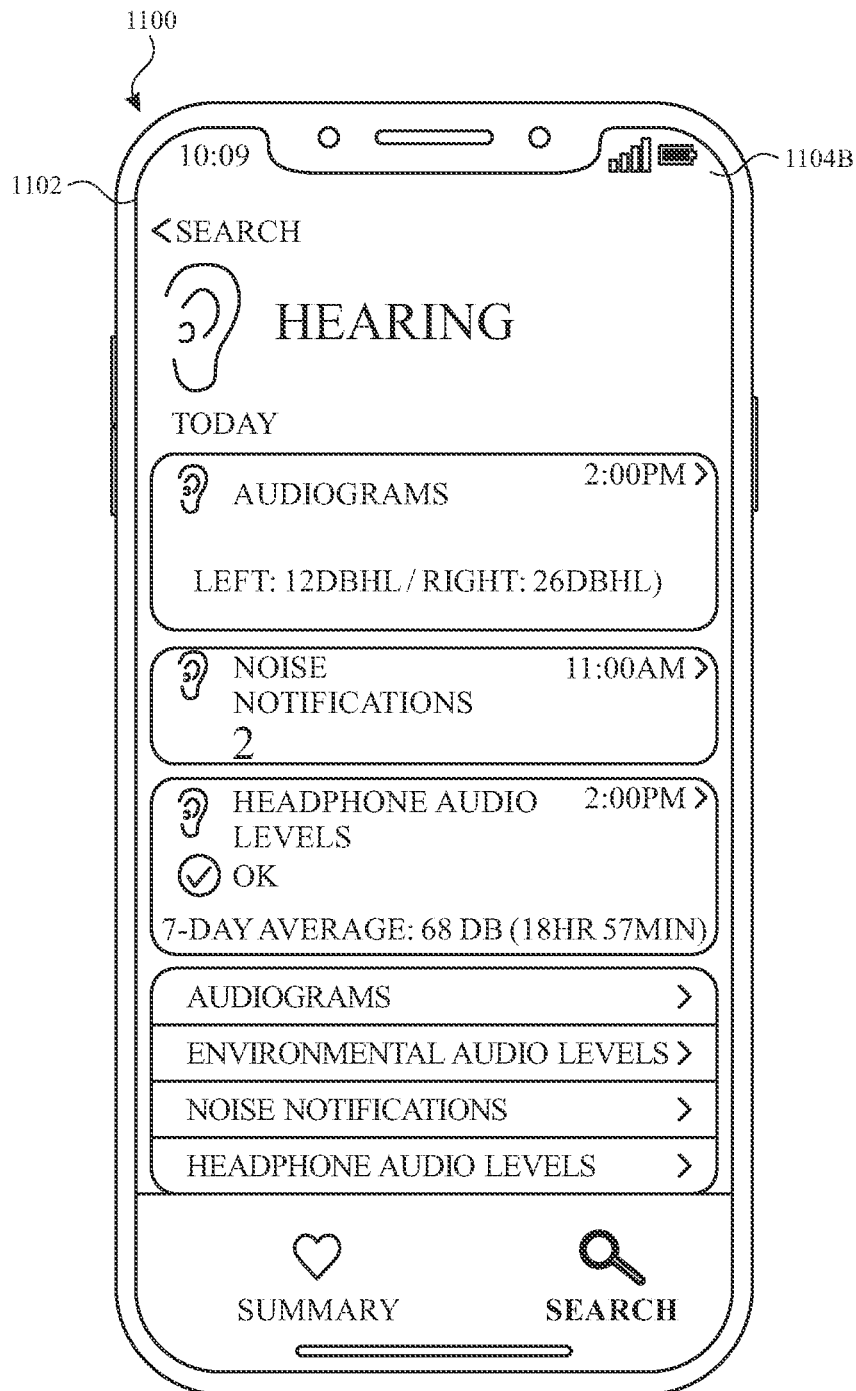 1100
10:09
1104B
1102
<SEARCH
HEARING
TODAY
AUDIOGRAMS 2:00PM >
LEFT: 12DBHL / RIGHT: 26DBHL)
NOISE 11:00AM >
NOTIFICATIONS
2
HEADPHONE AUDIO 2:00PM >
LEVELS
OK
7-DAY AVERAGE: 68 DB (18HR 57MIN)
AUDIOGRAMS >
ENVIRONMENTAL AUDIO LEVELS >
NOISE NOTIFICATIONS >
HEADPHONE AUDIO LEVELS >
SUMMARY SEARCH